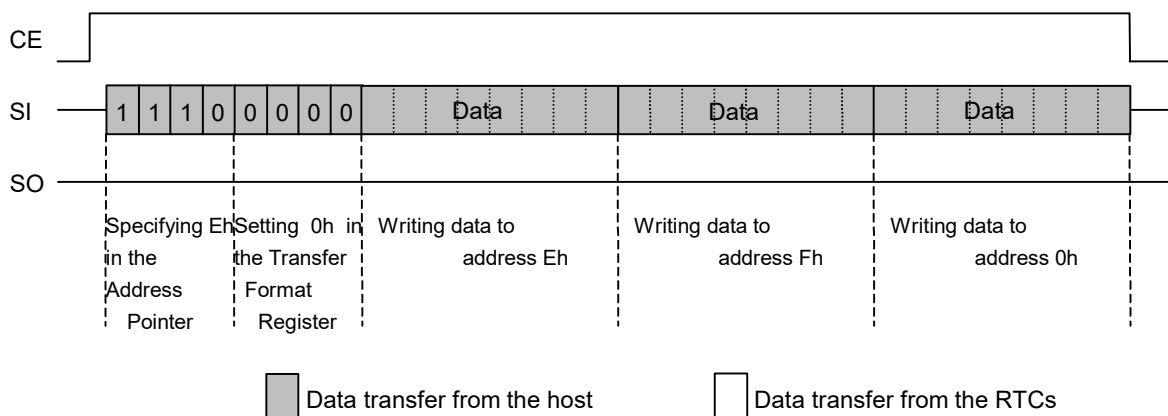 CE
SI 1 1 1 0 0 0 0 0 Data Data Data
SO
Specifying Eh
in the
Address
Pointer
Setting 0h in
the Transfer
Format
Register
Writing data to
address Eh
Writing data to
address Fh
Writing data to
address 0h
Data transfer from the host
Data transfer from the RTCs